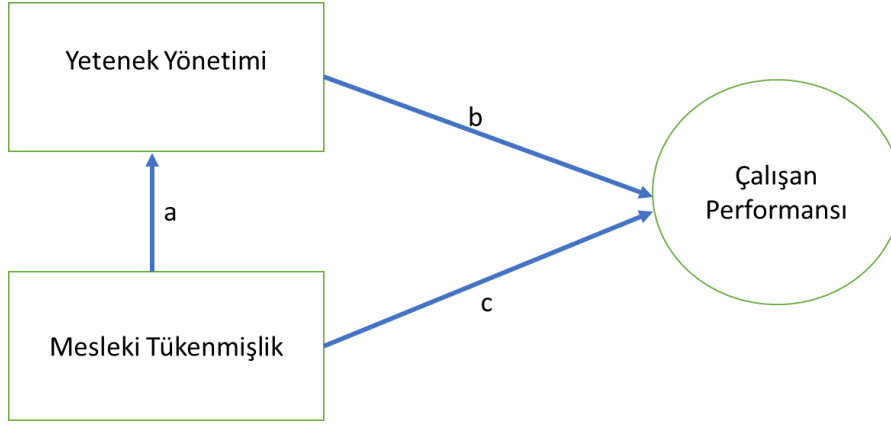 Yetenek Yönetimi
b
Çalışan
Performansı
a
c
Mesleki Tükenmişlik